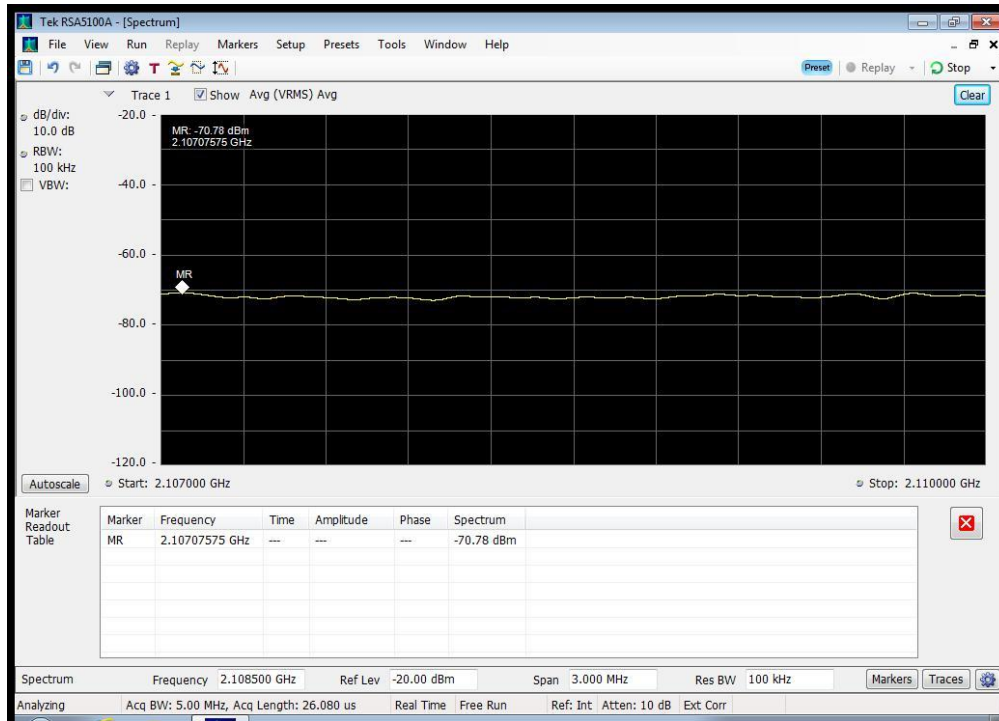 Tek RSA5100A - [Spectrum]
File View Run Replay Markers Setup Presets Tools Window Help
T Preset Replay Stop
Trace 1 Show Avg (VRMS) Avg Clear
dB/div:
10.0 dB
RBW:
100 kHz
VBW:
-20.0
-40.0
-60.0
-80.0
-100.0
-120.0
MR: -70.78 dBm
2.10707575 GHz
MR
Autoscale Start: 2.107000 GHz Stop: 2.110000 GHz
Marker
Readout
Table
Marker Frequency Time Amplitude Phase Spectrum
MR 2.10707575 GHz --- --- --- -70.78 dBm
Spectrum Frequency 2.108500 GHz Ref Lev -20.00 dBm Span 3.000 MHz Res BW 100 kHz Markers Traces
Analyzing Acq BW: 5.00 MHz, Acq Length: 26.080 us Real Time Free Run Ref: Int Atten: 10 dB Ext Corr